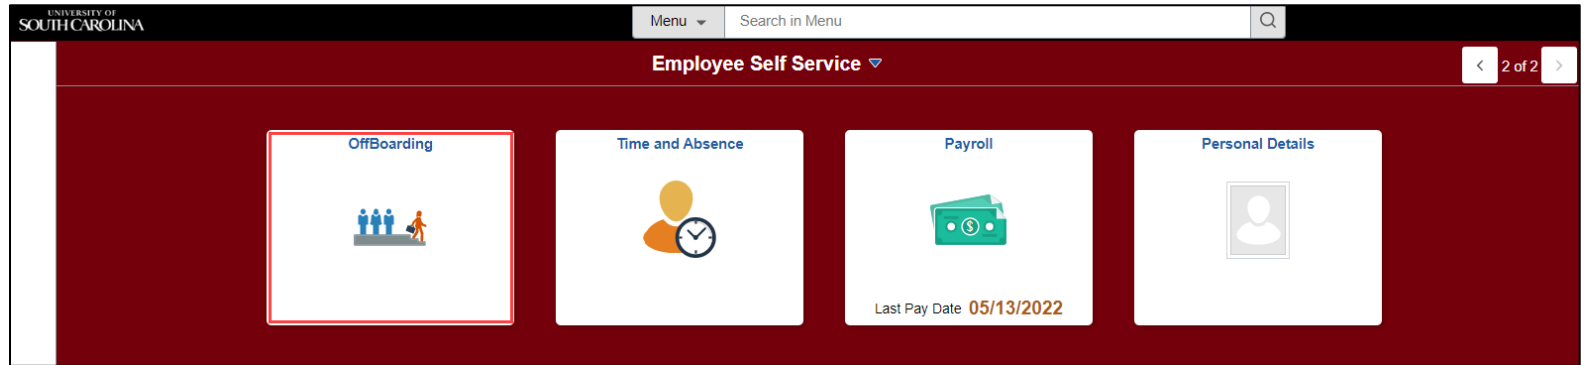 UNIVERSITY OF
SOUTH CAROLINA
Menu
Search in Menu
Employee Self Service
2 of 2
OffBoarding
Time and Absence
Payroll
Personal Details
$
Last Pay Date 05/13/2022